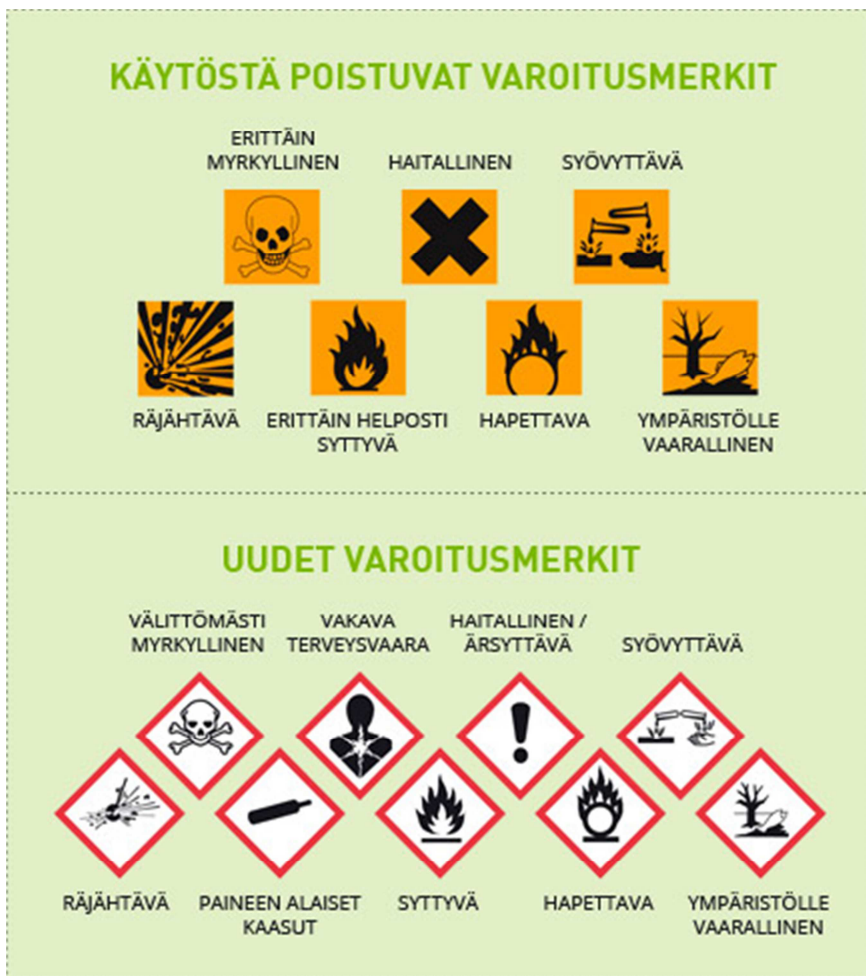 KÄYTÖSTÄ POISTUVAT VAROITUSMERKIT
ERITTÄIN
MYRKYLLINEN
HAITALLINEN
SYÖVYTTÄVÄ
RÄJÄHTÄVÄ
ERITTÄIN HELPOSTI
SYTTYVÄ
HAPETTAVA
YMPÄRISTÖLLE
VAARALLINEN
UUDET VAROITUSMERKIT
VÄLITTÖMÄSTI
MYRKYLLINEN
VAKAVA
TERVEYSVAARA
HAITALLINEN /
ÄRSYTTÄVÄ
SYÖVYTTÄVÄ
RÄJÄHTÄVÄ
PAINEEN ALAISET
KAASUT
SYTTYVÄ
HAPETTAVA
YMPÄRISTÖLLE
VAARALLINEN